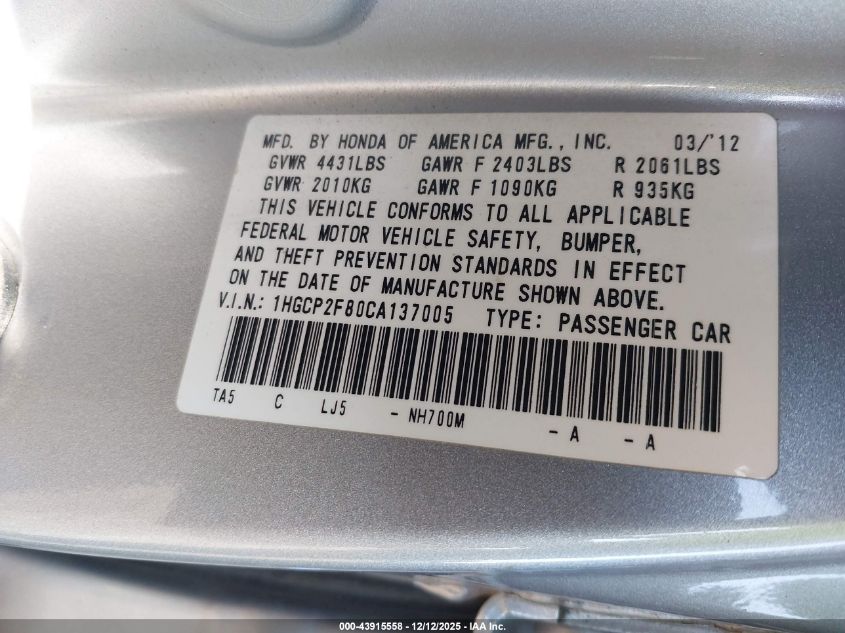 MFD. BY HONDA OF AMERICA MFG., INC. 03/'12
GVWR 4431LBS GAWR F 2403LBS R 2061LBS
GVWR 2010KG GAWR F 1090KG R 935KG
THIS VEHICLE CONFORMS TO ALL APPLICABLE
FEDERAL MOTOR VEHICLE SAFETY, BUMPER,
AND THEFT PREVENTION STANDARDS IN EFFECT
ON THE DATE OF MANUFACTURE SHOWN ABOVE.
V.I.N.: 1HGCP2F80CA137005 TYPE: PASSENGER CAR
TA5 C LJ5 - NH700M - A - A
000-43915558 - 12/12/2025 - IAA Inc.